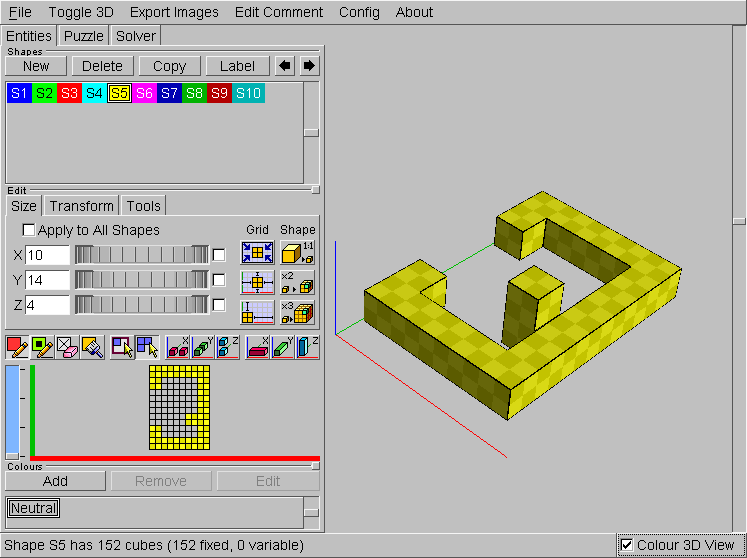 File Toggle 3D Export Images Edit Comment Config About
Entities Puzzle Solver
Shapes
New Delete Copy Label
S1 S2 S3 S4 S5 S6 S7 S8 S9 S10
Edit
Size Transform Tools
Apply to All Shapes Grid Shape
X 10 1:1
Y 14 x2
Z 4 x3
X Y Z X Y Z
Colours
Add Remove Edit
Neutral
Shape S5 has 152 cubes (152 fixed, 0 variable) Colour 3D View